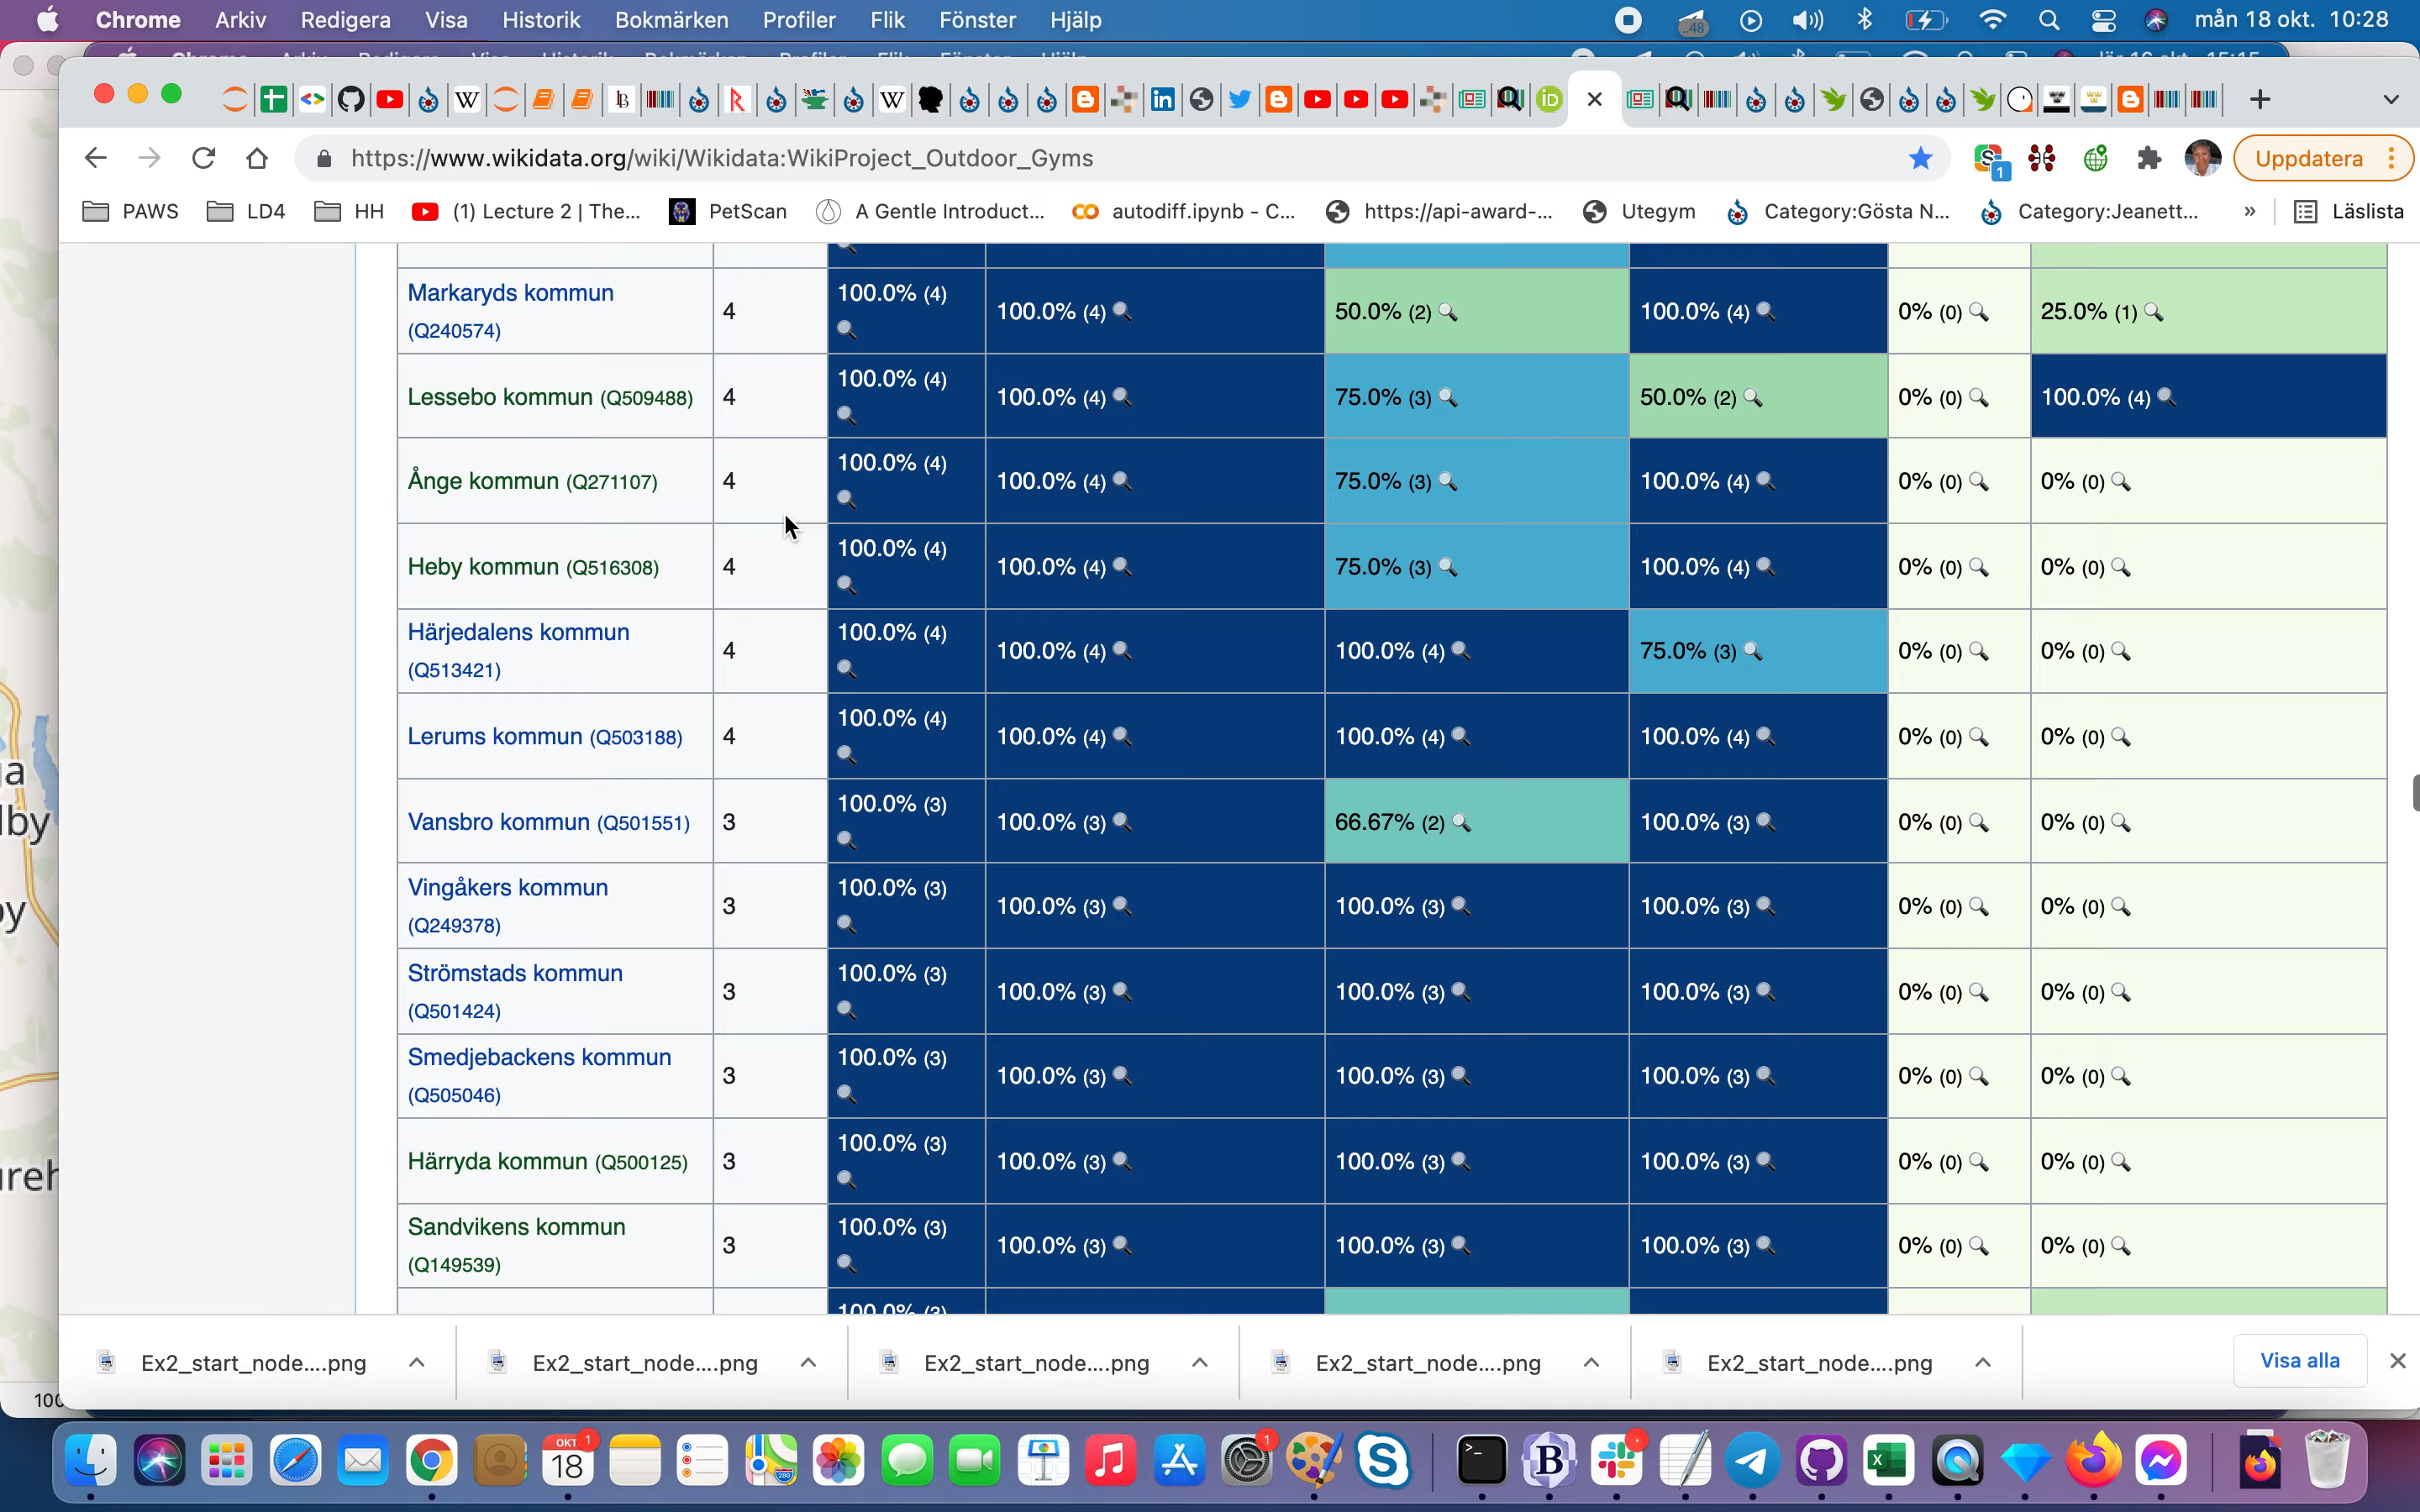 Chrome Arkiv Redigera Visa Historik Bokmärken Profiler Flik Fönster Hjälp ..48 mån 18 okt. 10:28
https://www.wikidata.org/wiki/Wikidata:WikiProject_Outdoor_Gyms 1 Uppdatera
PAWS LD4 HH (1) Lecture 2 | The... PetScan A Gentle Introduct... autodiff.ipynb - C... https://api-award-... Utegym Category:Gösta N... Category:Jeanett... » Läslista
Markaryds kommun
(Q240574) 4 100.0% (4) 100.0% (4) 50.0% (2) 100.0% (4) 0% (0) 25.0% (1)
Lessebo kommun (Q509488) 4 100.0% (4) 100.0% (4) 75.0% (3) 50.0% (2) 0% (0) 100.0% (4)
Ånge kommun (Q271107) 4 100.0% (4) 100.0% (4) 75.0% (3) 100.0% (4) 0% (0) 0% (0)
Heby kommun (Q516308) 4 100.0% (4) 100.0% (4) 75.0% (3) 100.0% (4) 0% (0) 0% (0)
Härjedalens kommun
(Q513421) 4 100.0% (4) 100.0% (4) 100.0% (4) 75.0% (3) 0% (0) 0% (0)
Lerums kommun (Q503188) 4 100.0% (4) 100.0% (4) 100.0% (4) 100.0% (4) 0% (0) 0% (0)
Vansbro kommun (Q501551) 3 100.0% (3) 100.0% (3) 66.67% (2) 100.0% (3) 0% (0) 0% (0)
Vingåkers kommun
(Q249378) 3 100.0% (3) 100.0% (3) 100.0% (3) 100.0% (3) 0% (0) 0% (0)
Strömstads kommun
(Q501424) 3 100.0% (3) 100.0% (3) 100.0% (3) 100.0% (3) 0% (0) 0% (0)
Smedjebackens kommun
(Q505046) 3 100.0% (3) 100.0% (3) 100.0% (3) 100.0% (3) 0% (0) 0% (0)
Härryda kommun (Q500125) 3 100.0% (3) 100.0% (3) 100.0% (3) 100.0% (3) 0% (0) 0% (0)
Sandvikens kommun
(Q149539) 3 100.0% (3) 100.0% (3) 100.0% (3) 100.0% (3) 0% (0) 0% (0)
100.0% (3)
Ex2_start_node....png Ex2_start_node....png Ex2_start_node....png Ex2_start_node....png Ex2_start_node....png Visa alla
OKT 18 1 280 1